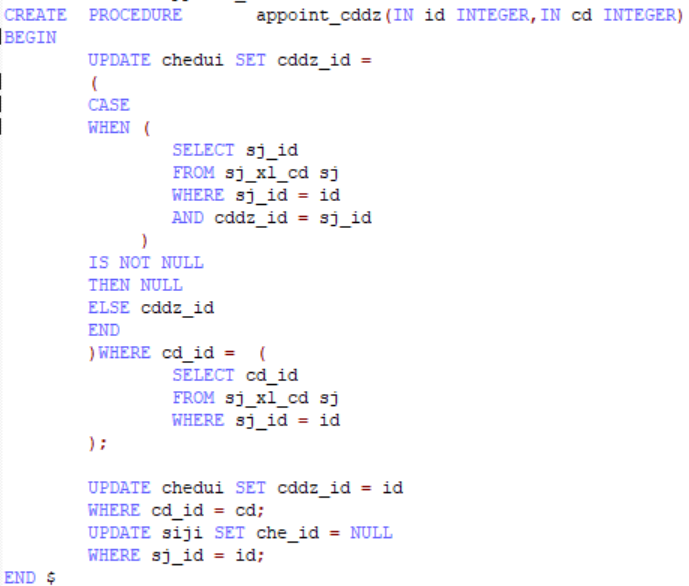 CREATE PROCEDURE appoint_cddz(IN id INTEGER,IN cd INTEGER)
BEGIN
UPDATE chedui SET cddz_id =
(
CASE
WHEN (
SELECT sj_id
FROM sj_xl_cd sj
WHERE sj_id = id
AND cddz_id = sj_id
)
IS NOT NULL
THEN NULL
ELSE cddz_id
END
)WHERE cd_id = (
SELECT cd_id
FROM sj_xl_cd sj
WHERE sj_id = id
);
UPDATE chedui SET cddz_id = id
WHERE cd_id = cd;
UPDATE siji SET che_id = NULL
WHERE sj_id = id;
END $